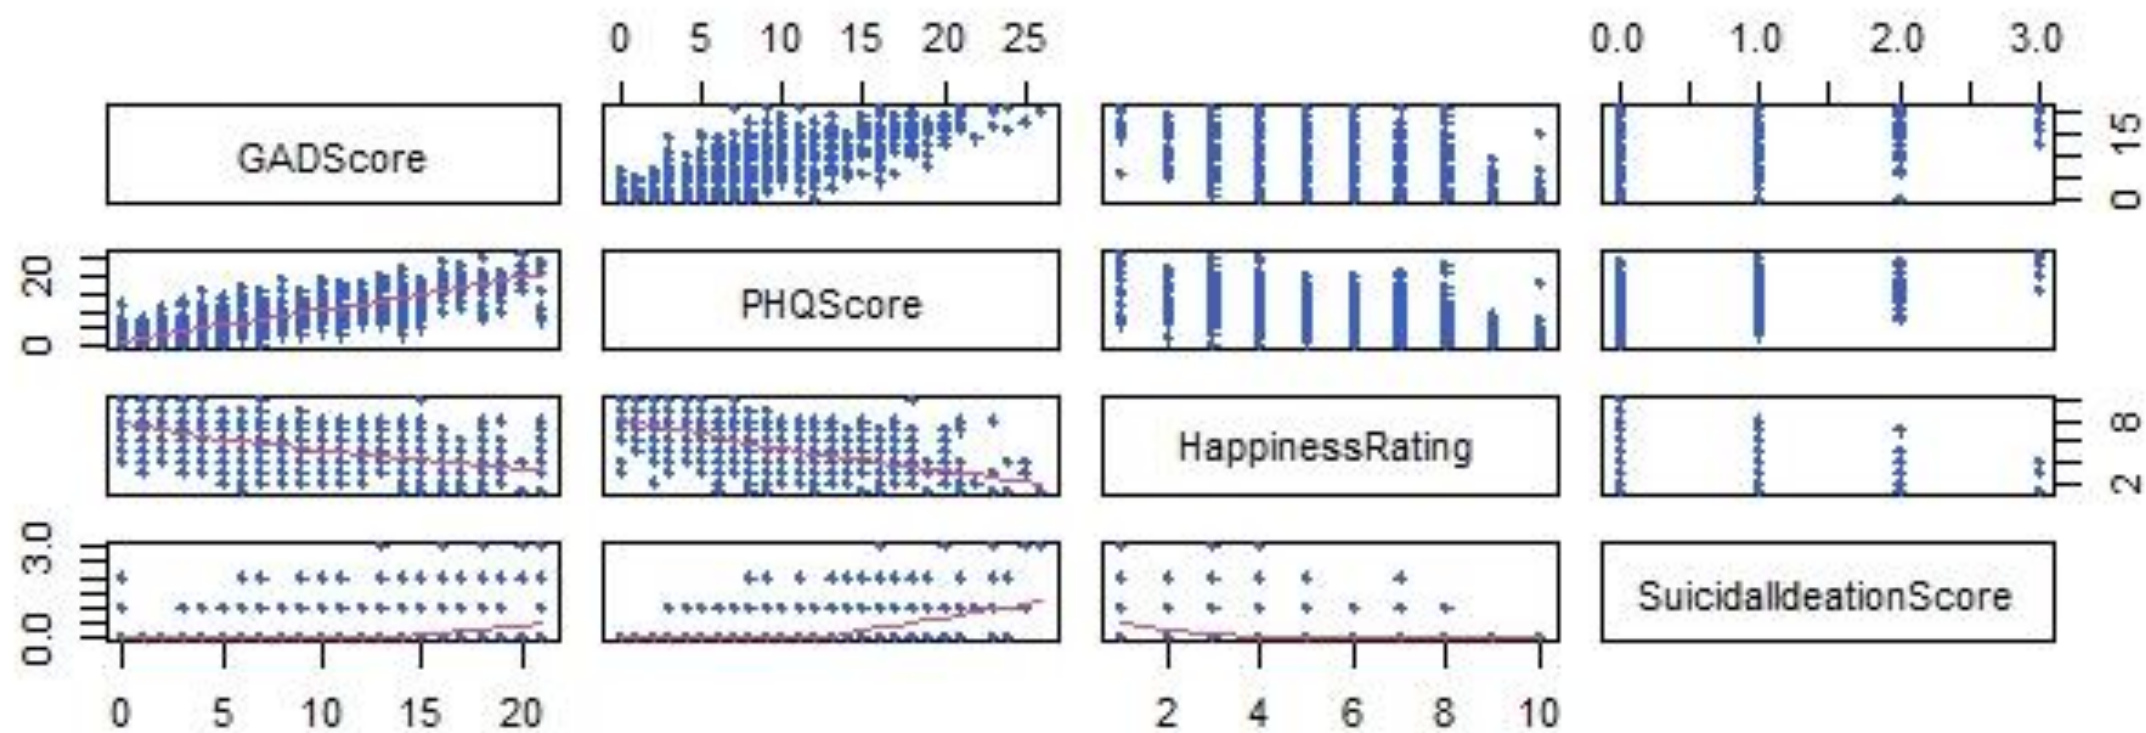 0 5 10 15 20 25 0.0 1.0 2.0 3.0
GADScore 0 15
0 20 PHQScore
HappinessRating 2 8
0.0 3.0 SuicidalIdeationScore
0 5 10 15 20 2 4 6 8 10